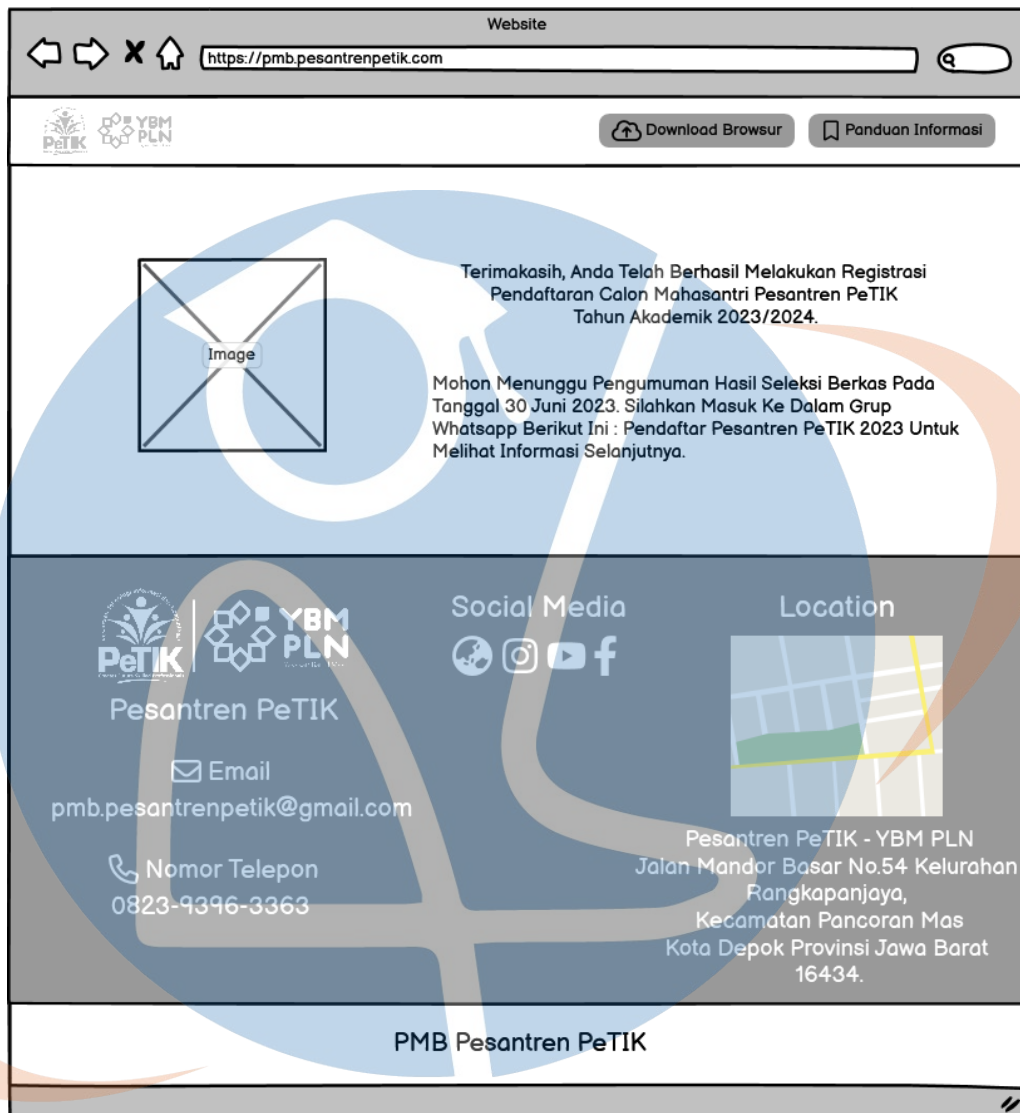 Website
https://pmb.pesantrenpetik.com
PeTIK
YBM
PLN
Download Browsur
Panduan Informasi
Terimakasih, Anda Telah Berhasil Melakukan Registrasi
Pendaftaran Calon Mahasantri Pesantren PeTIK
Tahun Akademik 2023/2024.
Image
Mohon Menunggu Pengumuman Hasil Seleksi Berkas Pada
Tanggal 30 Juni 2023. Silahkan Masuk Ke Dalam Grup
Whatsapp Berikut Ini : Pendaftar Pesantren PeTIK 2023 Untuk
Melihat Informasi Selanjutnya.
PeTIK
YBM
PLN
Pesantren PeTIK
Email
pmb.pesantrenpetik@gmail.com
Nomor Telepon
0823-9396-3363
Social Media
Location
Pesantren PeTIK - YBM PLN
Jalan Mandor Basar No.54 Kelurahan
Rangkapanjaya,
Kecamatan Pancoran Mas
Kota Depok Provinsi Jawa Barat
16434.
PMB Pesantren PeTIK